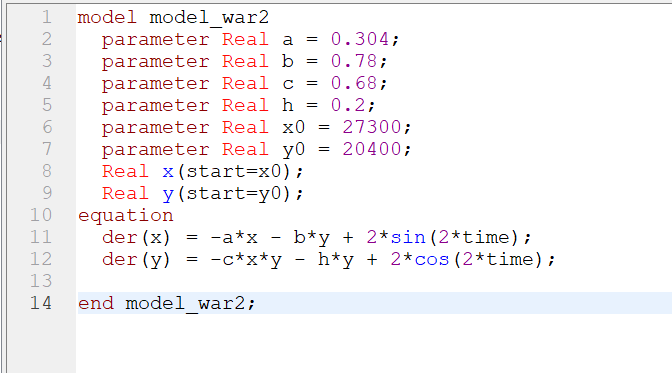 1 model model_war2
2 parameter Real a = 0.304;
3 parameter Real b = 0.78;
4 parameter Real c = 0.68;
5 parameter Real h = 0.2;
6 parameter Real x0 = 27300;
7 parameter Real y0 = 20400;
8 Real x(start=x0);
9 Real y(start=y0);
10 equation
11 der(x) = -a*x - b*y + 2*sin(2*time);
12 der(y) = -c*x*y - h*y + 2*cos(2*time);
13
14 end model_war2;